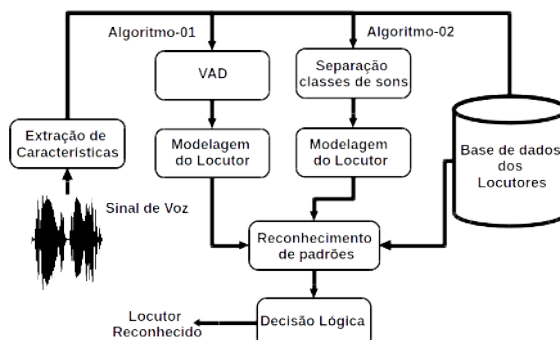 Algoritmo-01
Algoritmo-02
VAD
Separação
classes de sons
Extração de
Características
Modelagem
do Locutor
Modelagem
do Locutor
Base de dados
dos
Locutores
Sinal de Voz
Reconhecimento
de padrões
Locutor
Reconhecido
Decisão Lógica